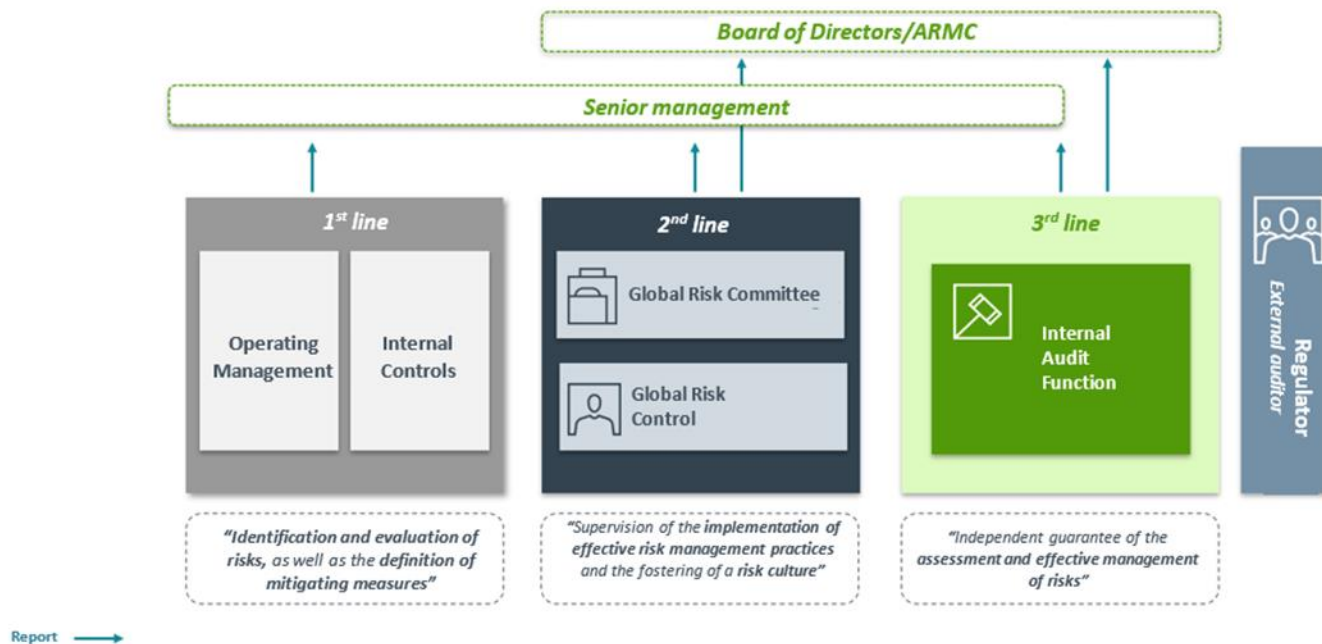 Board of Directors/ARMC
Senior management
1st line
Operating
Management
Internal
Controls
“Identification and evaluation of
risks, as well as the definition of
mitigating measures”
2nd line
Global Risk Committee
Global Risk
Control
“Supervision of the implementation of
effective risk management practices
and the fostering of a risk culture”
3rd line
Internal
Audit
Function
“Independent guarantee of the
assessment and effective management
of risks”
Regulator
External auditor
Report